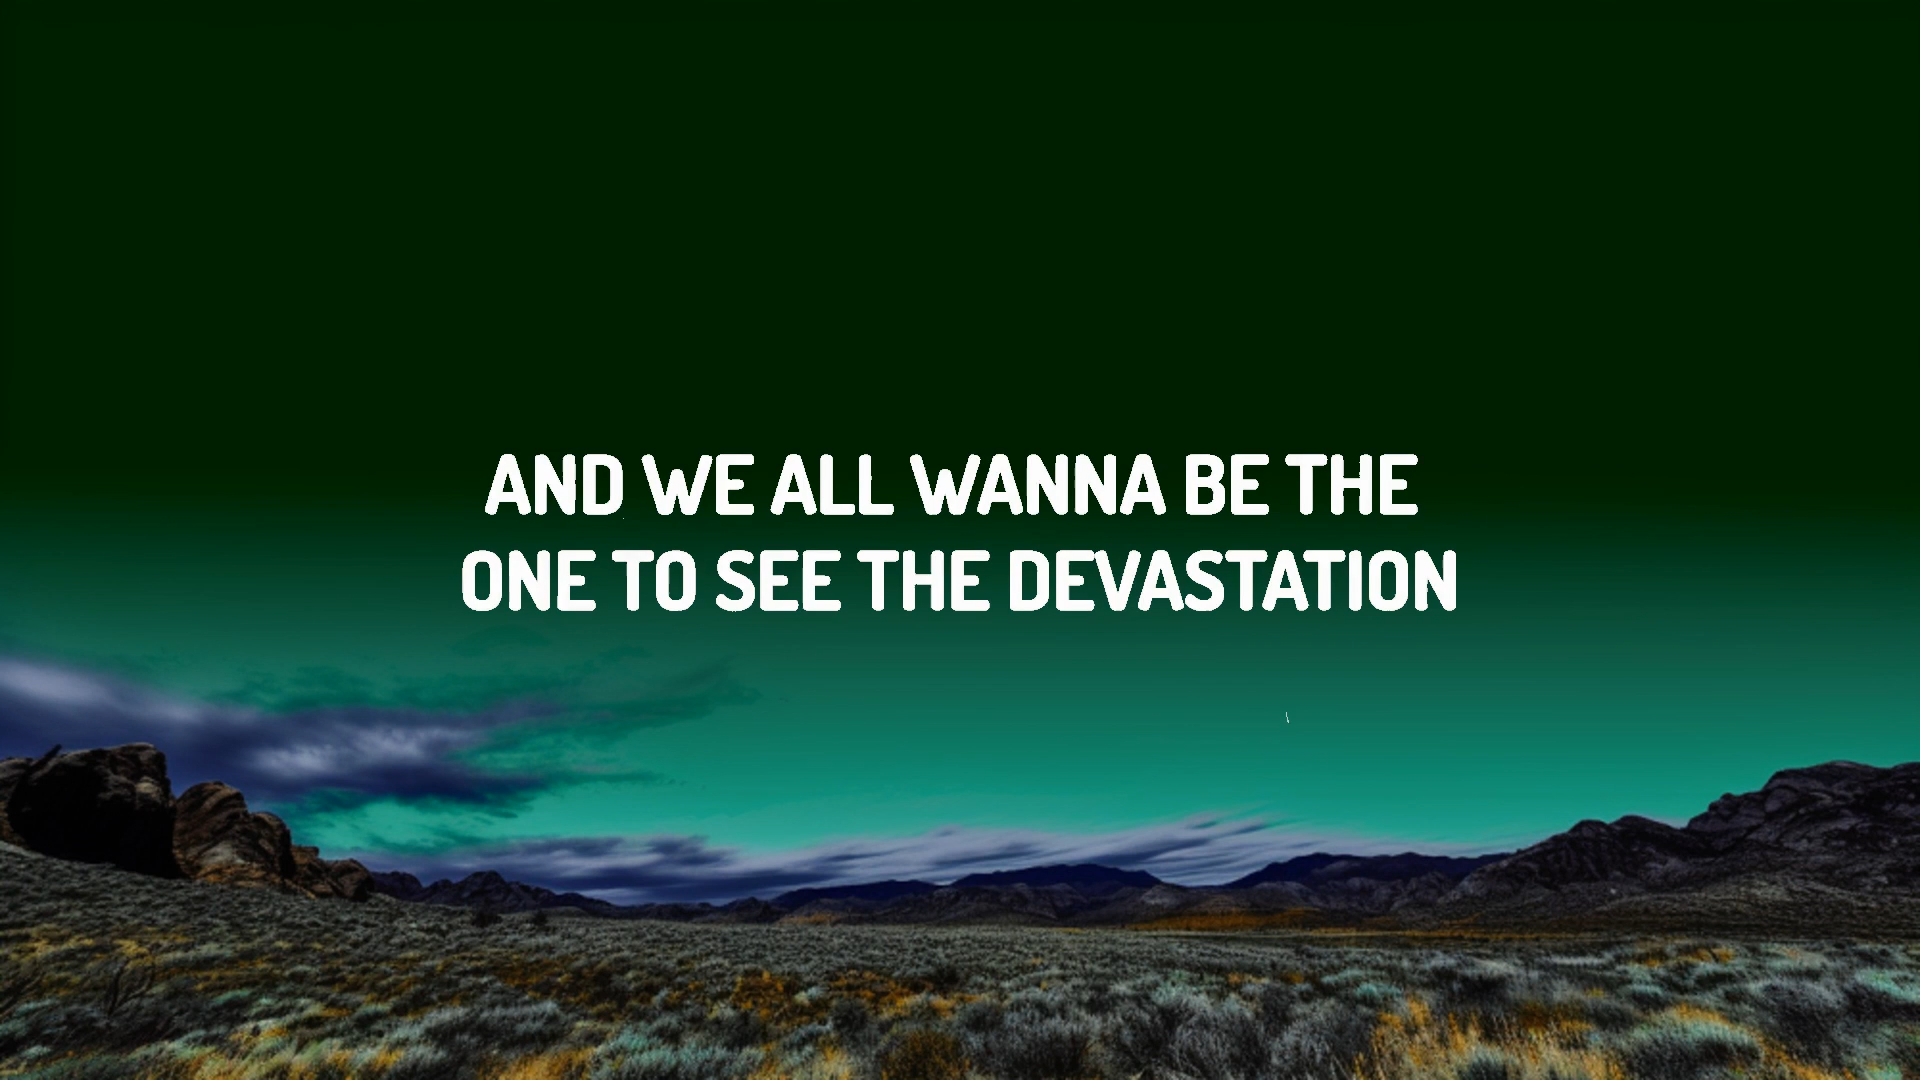 AND WE ALL WANNA BE THE
ONE TO SEE THE DEVASTATION